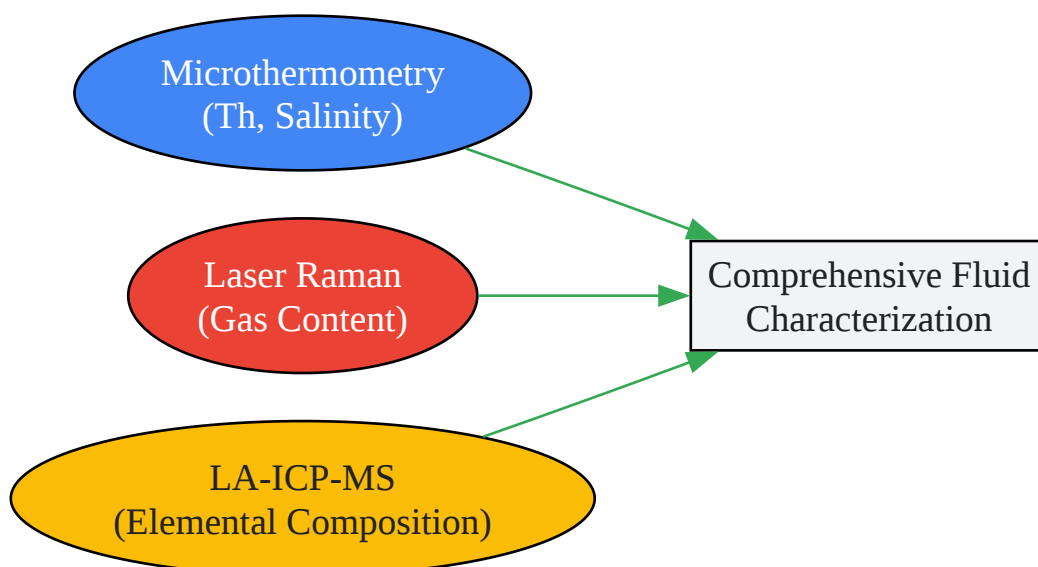 Microthermometry
(Th, Salinity)
Laser Raman
(Gas Content)
Comprehensive Fluid
Characterization
LA-ICP-MS
(Elemental Composition)